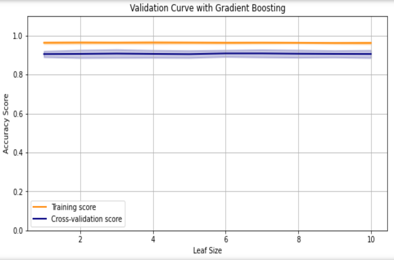 Validation Curve with Gradient Boosting
Accuracy Score
1.0
0.8
0.6
0.4
0.2
0.0
Training score
Cross-validation score
2 4 6 8 10
Leaf Size